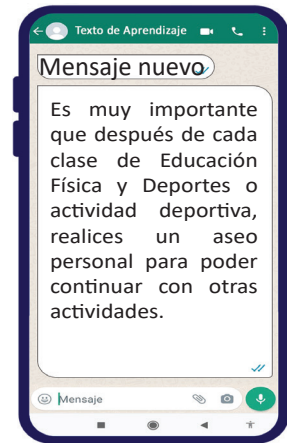 Texto de Aprendizaje
Mensaje nuevo
Es muy importante
que después de cada
clase de Educación
Física y Deportes o
actividad deportiva,
realices un aseo
personal para poder
continuar con otras
actividades.
Mensaje